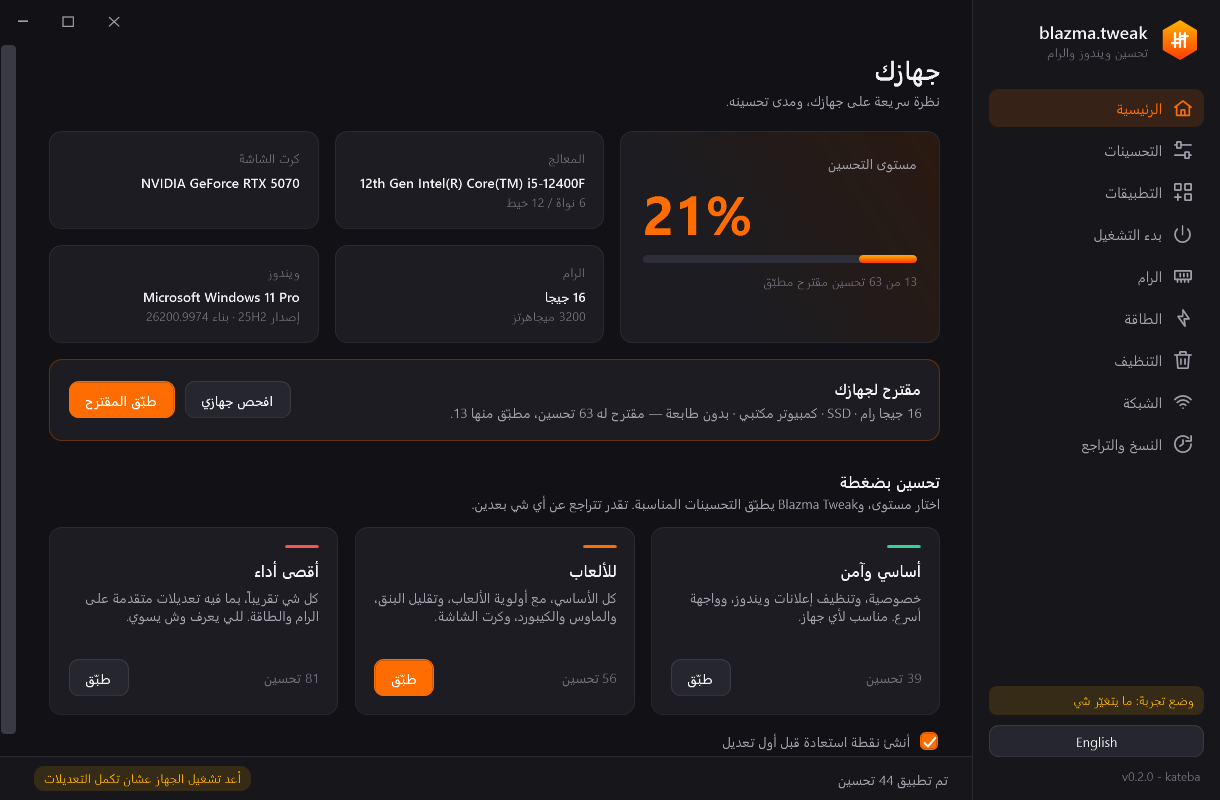 blazma.tweak
تحسين ويندوز والرام
الرئيسية
التحسينات
التطبيقات
بدء التشغيل
الرام
الطاقة
التنظيف
الشبكة
النسخ والتراجع
وضع تجربة: ما يتغيّر شي
English
v0.2.0 - kateba
جهازك
نظرة سريعة على جهازك، ومدى تحسينه.
مستوى التحسين
21%
13 من 63 تحسين مقترح مطبّق
المعالج
12th Gen Intel(R) Core(TM) i5-12400F
6 نواة / 12 خيط
كرت الشاشة
NVIDIA GeForce RTX 5070
الرام
16 جيجا
3200 ميجاهرتز
ويندوز
Microsoft Windows 11 Pro
إصدار 25H2 · بناء 26200.9974
مقترح لجهازك
16 جيجا رام · SSD · كمبيوتر مكتبي · بدون طابعة — مقترح له 63 تحسين، مطبّق منها 13.
افحص جهازي
طبّق المقترح
تحسين بضغطة
اختار مستوى، وBlazma Tweak يطبّق التحسينات المناسبة. تقدر تتراجع عن أي شي بعدين.
أساسي وآمن
خصوصية، وتنظيف إعلانات ويندوز، وواجهة
أسرع. مناسب لأي جهاز.
39 تحسين
طبّق
للألعاب
كل الأساسي، مع أولوية الألعاب، وتقليل البنق،
والماوس والكيبورد، وكرت الشاشة.
56 تحسين
طبّق
أقصى أداء
كل شي تقريباً، بما فيه تعديلات متقدمة على
الرام والطاقة. للي يعرف وش يسوي.
81 تحسين
طبّق
أنشئ نقطة استعادة قبل أول تعديل
تم تطبيق 44 تحسين
أعد تشغيل الجهاز عشان تكمل التعديلات